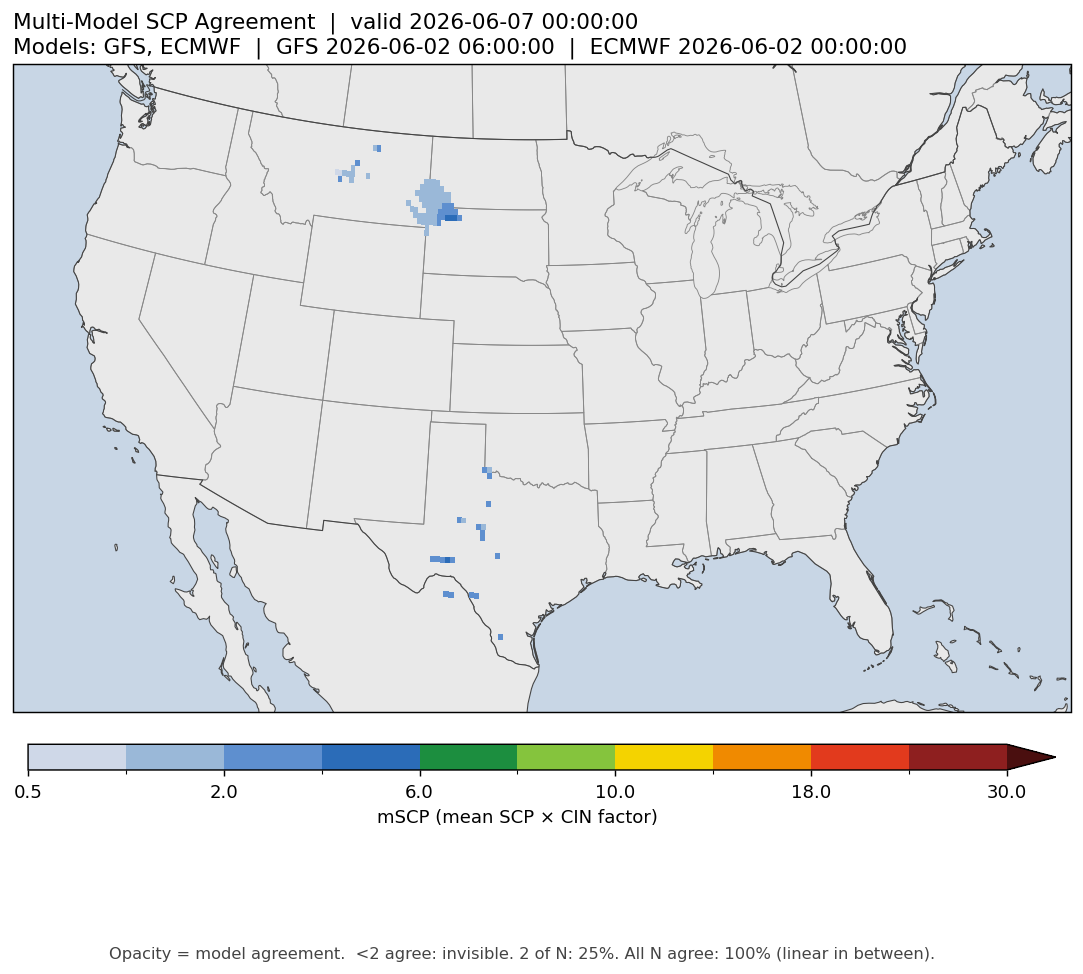 Multi-Model SCP Agreement  |  valid 2026-06-07 00:00:00
Models: GFS, ECMWF  |  GFS 2026-06-02 06:00:00  |  ECMWF 2026-06-02 00:00:00
0.5 2.0 6.0 10.0 18.0 30.0
mSCP (mean SCP × CIN factor)
Opacity = model agreement.  <2 agree: invisible. 2 of N: 25%. All N agree: 100% (linear in between).